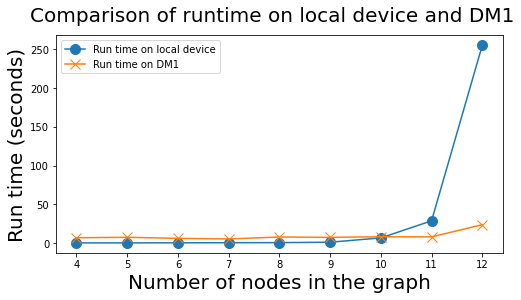 Comparison of runtime on local device and DM1
Run time on local device
Run time on DM1
Run time (seconds)
250
200
150
100
50
0
4 5 6 7 8 9 10 11 12
Number of nodes in the graph